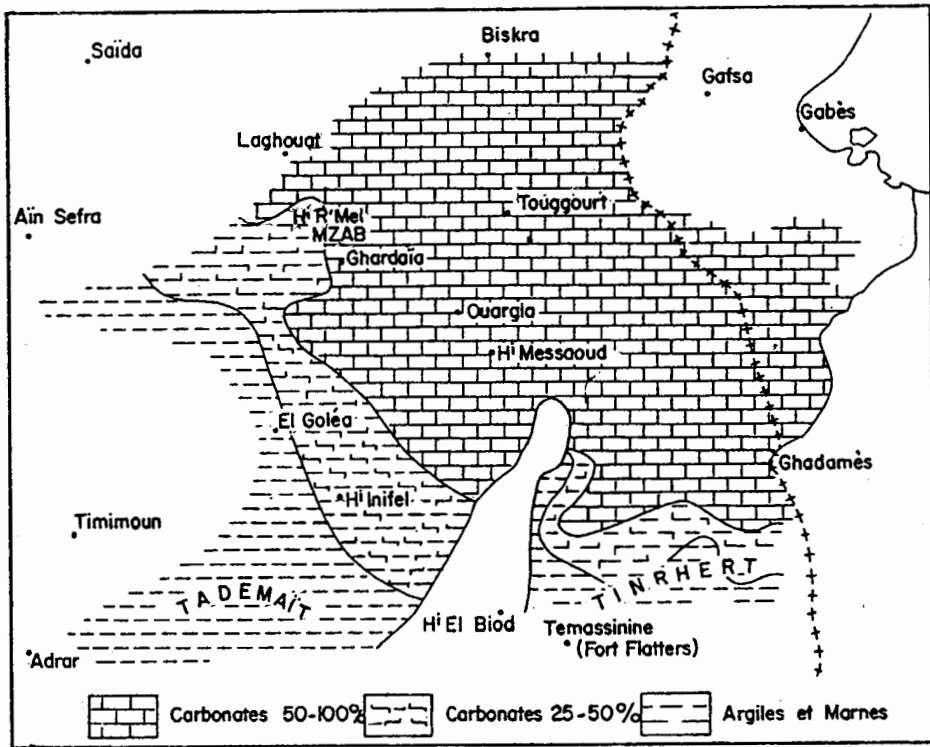 Biskra
Saïda
Gafsa
Gabès
Laghouat
Touggourt
Hⁱ R'Mel
MZAB
Aïn Sefra
Ghardaïa
Ouargla
Hⁱ Messaoud
El Goléa
Ghadamès
Hⁱ Inifel
Timimoun
TADEMAÏT
TINRHERT
Hⁱ El Biod
Temassinine
(Fort Flatters)
Adrar
Carbonates 50-100%
Carbonates 25-50%
Argiles et Marnes